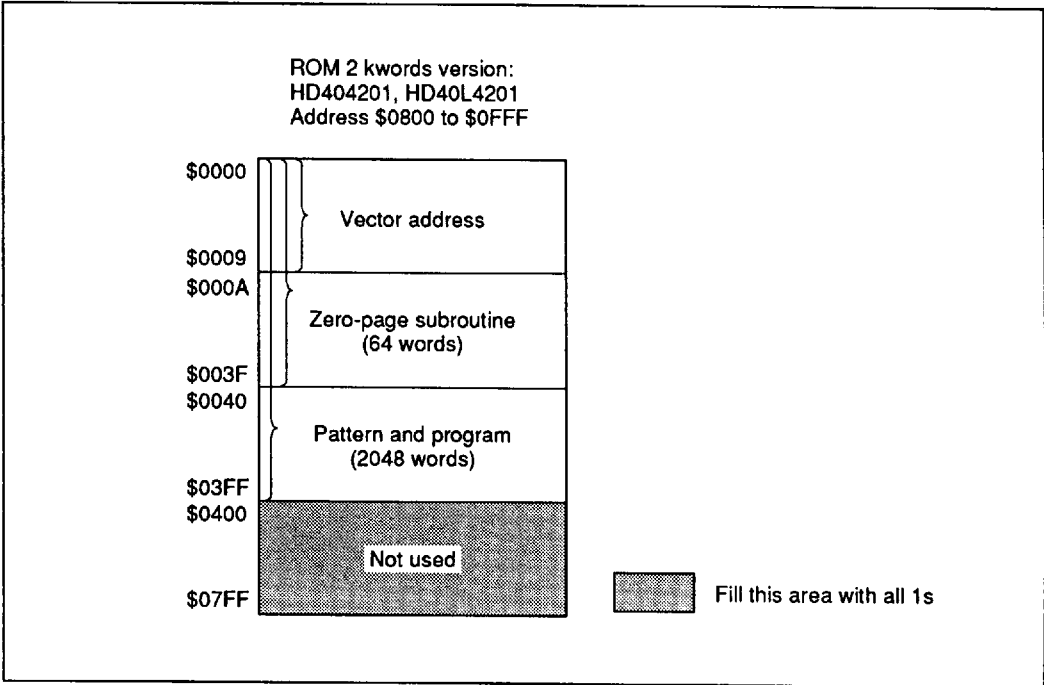 ROM 2 kwords version:
HD404201, HD40L4201
Address $0800 to $0FFF
$0000
Vector address
$0009
$000A
Zero-page subroutine
(64 words)
$003F
$0040
Pattern and program
(2048 words)
$03FF
$0400
Not used
$07FF
Fill this area with all 1s